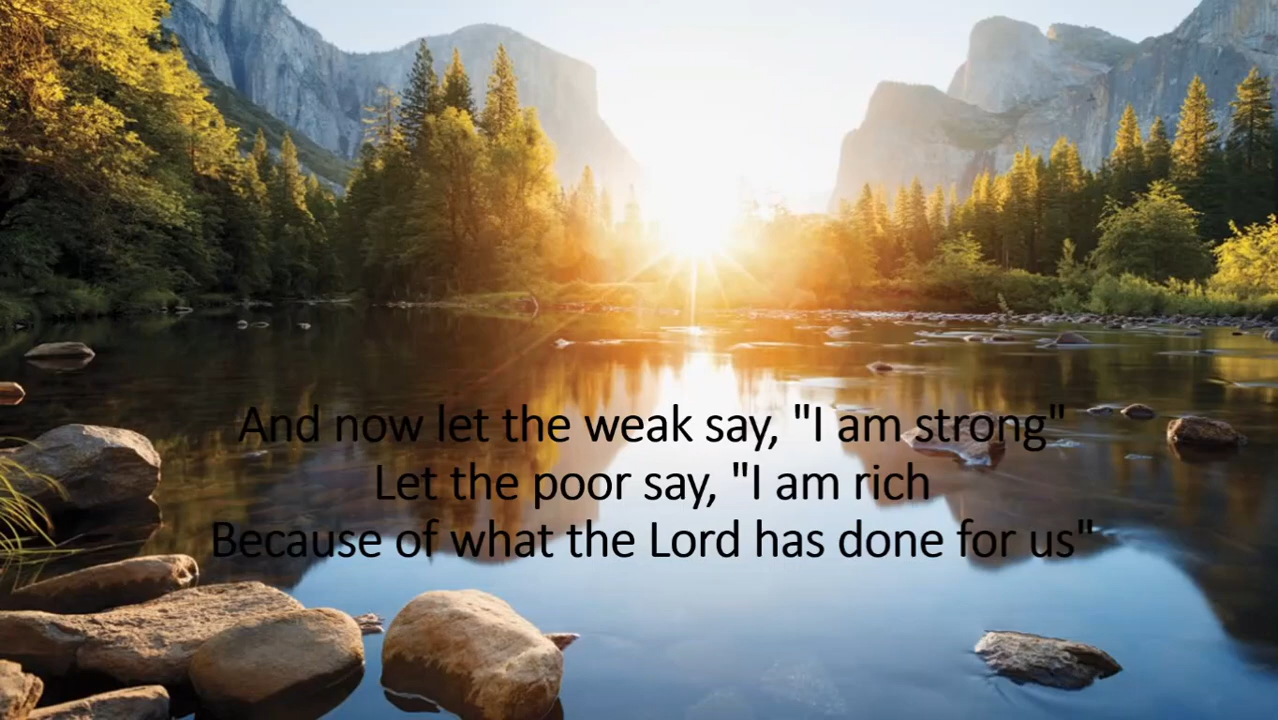 And now let the weak say, "I am strong"
Let the poor say, "I am rich
Because of what the Lord has done for us"